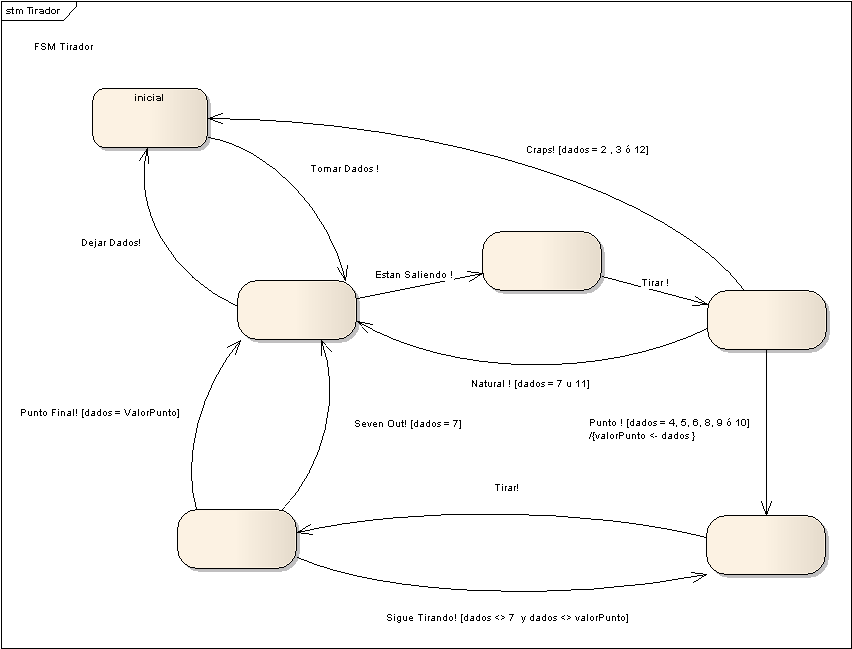 stm Tirador
FSM Tirador
inicial
Craps! [dados = 2 , 3 ó 12]
Tomar Dados !
Dejar Dados!
Estan Saliendo !
Tirar !
Natural ! [dados = 7 u 11]
Punto Final! [dados = ValorPunto]
Seven Out! [dados = 7]
Punto ! [dados = 4, 5, 6, 8, 9 ó 10]
/{valorPunto <- dados }
Tirar!
Sigue Tirando! [dados <> 7 y dados <> valorPunto]